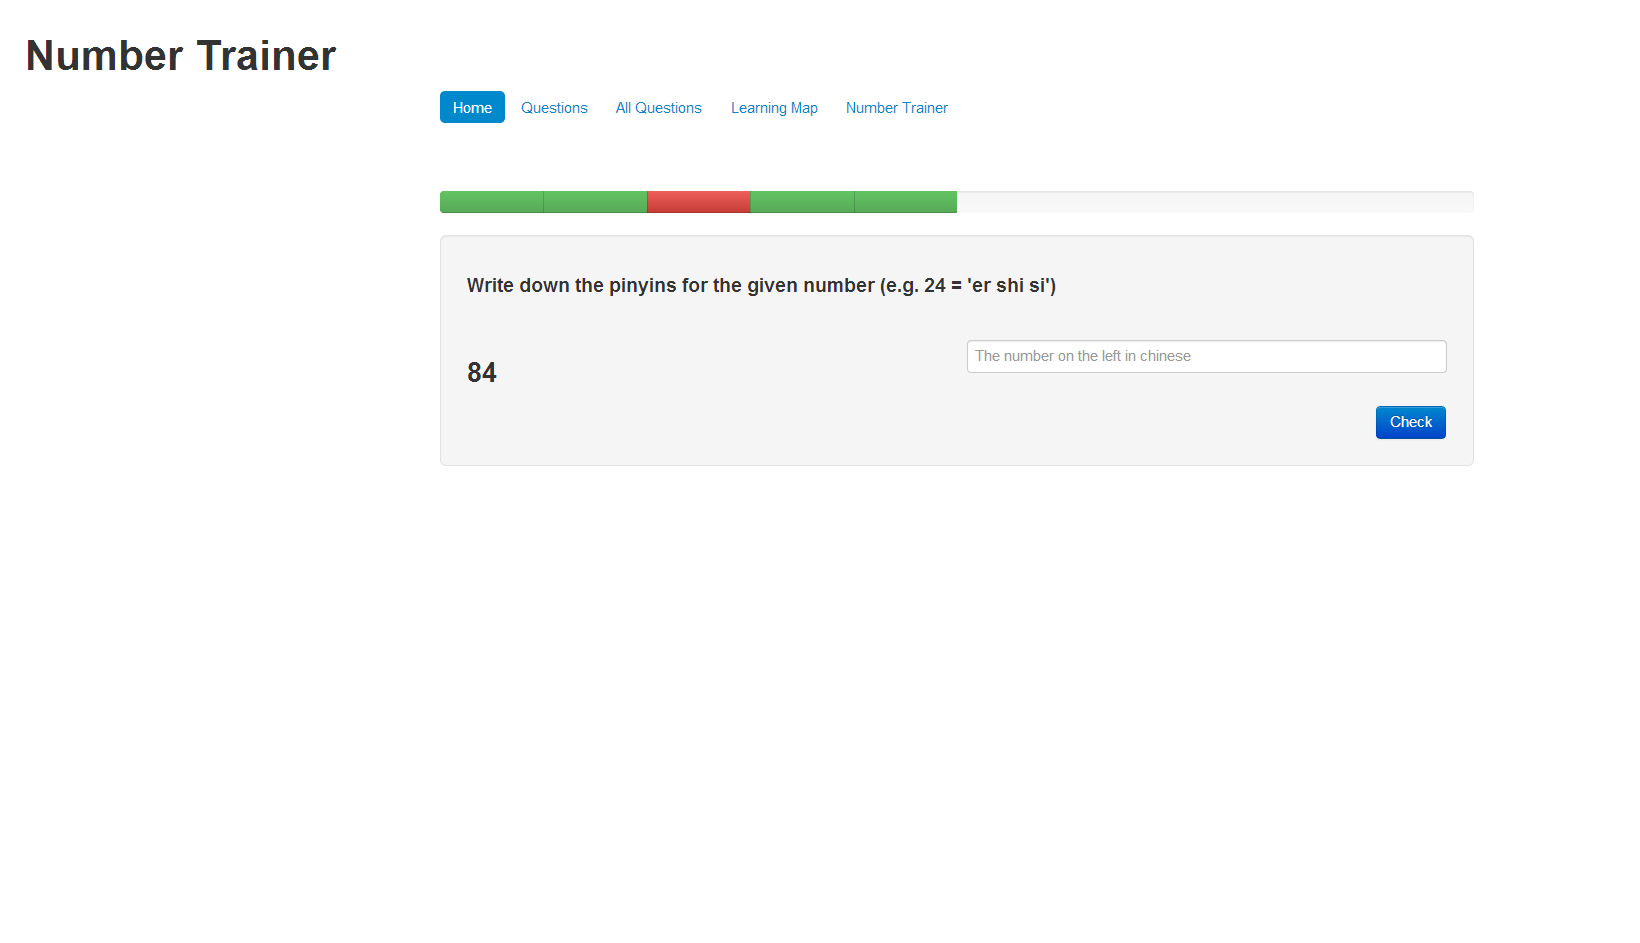 Number Trainer
Home Questions All Questions Learning Map Number Trainer
Write down the pinyins for the given number (e.g. 24 = 'er shi si')
The number on the left in chinese
84
Check